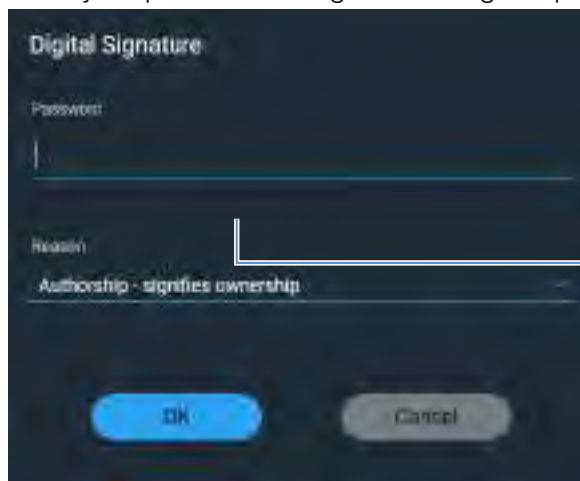 Digital Signature
Password
Reason
Authorship - signifies ownership
OK
Cancel